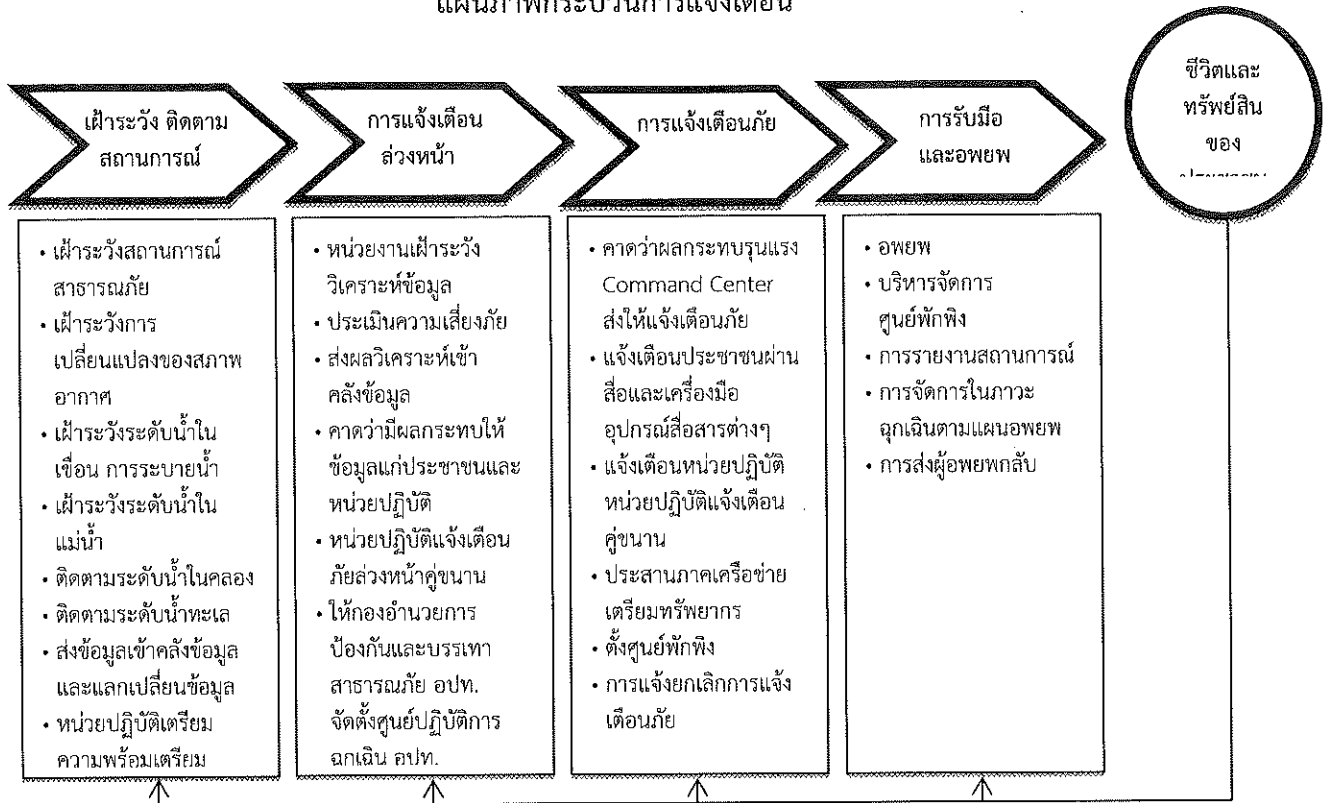 แผนภาพกระบวนการแจ้งเตือน
เฝ้าระวัง ติดตาม
สถานการณ์
การแจ้งเตือน
ล่วงหน้า
การแจ้งเตือนภัย
การรับมือ
และอพยพ
ชีวิตและ
ทรัพย์สิน
ของ
• เฝ้าระวังสถานการณ์
สาธารณภัย
• เฝ้าระวังการ
เปลี่ยนแปลงของสภาพ
อากาศ
• เฝ้าระวังระดับน้ำใน
เขื่อน การระบายน้ำ
• เฝ้าระวังระดับน้ำใน
แม่น้ำ
• ติดตามระดับน้ำในคลอง
• ติดตามระดับน้ำทะเล
• ส่งข้อมูลเข้าคลังข้อมูล
และแลกเปลี่ยนข้อมูล
• หน่วยปฏิบัติเตรียม
ความพร้อมเตรียม
• หน่วยงานเฝ้าระวัง
วิเคราะห์ข้อมูล
• ประเมินความเสี่ยงภัย
• ส่งผลวิเคราะห์เข้า
คลังข้อมูล
• คาดว่ามีผลกระทบให้
ข้อมูลแก่ประชาชนและ
หน่วยปฏิบัติ
• หน่วยปฏิบัติแจ้งเตือน
ภัยล่วงหน้าคู่ขนาน
• ให้กองอำนวยการ
ป้องกันและบรรเทา
สาธารณภัย อปท.
จัดตั้งศูนย์ปฏิบัติการ
ฉุกเฉิน อปท.
• คาดว่าผลกระทบรุนแรง
Command Center
ส่งให้แจ้งเตือนภัย
• แจ้งเตือนประชาชนผ่าน
สื่อและเครื่องมือ
อุปกรณ์สื่อสารต่างๆ
• แจ้งเตือนหน่วยปฏิบัติ
หน่วยปฏิบัติแจ้งเตือน
คู่ขนาน
• ประสานภาคเครือข่าย
เตรียมทรัพยากร
• ตั้งศูนย์พักพิง
• การแจ้งยกเลิกการแจ้ง
เตือนภัย
• อพยพ
• บริหารจัดการ
ศูนย์พักพิง
• การรายงานสถานการณ์
• การจัดการในภาวะ
ฉุกเฉินตามแผนอพยพ
• การส่งผู้อพยพกลับ